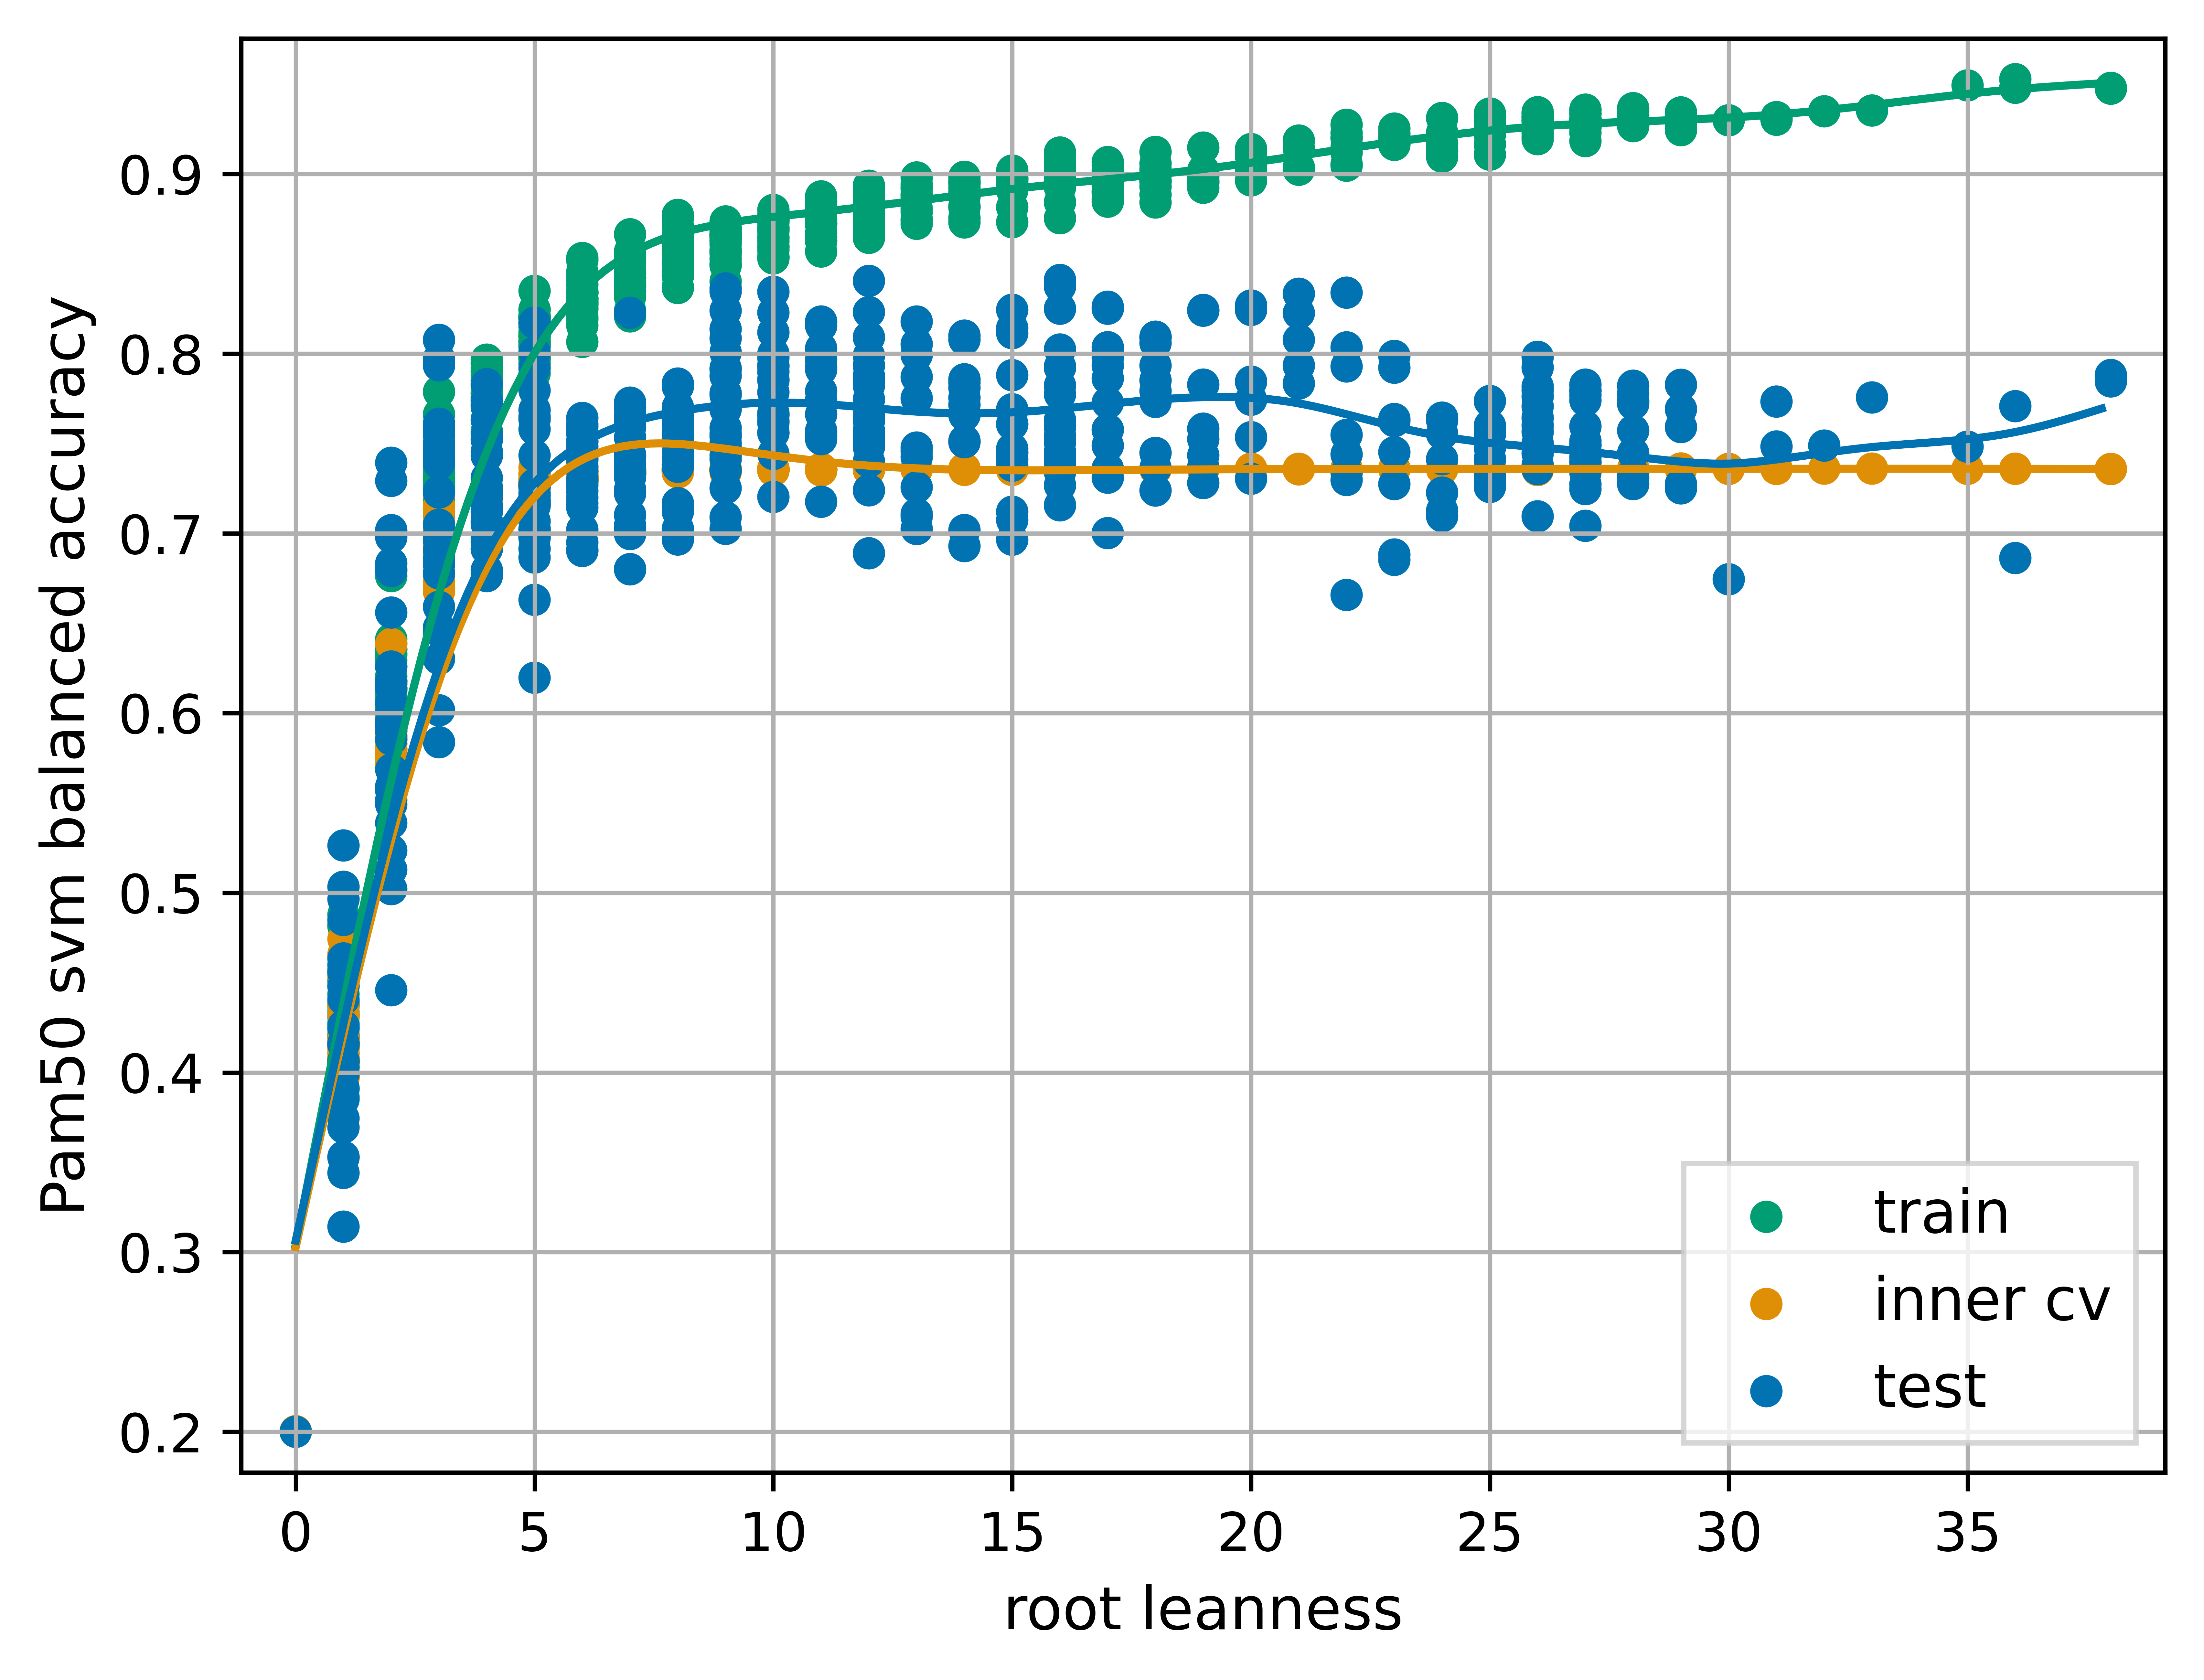 Pam50 svm balanced accuracy
0.9
0.8
0.7
0.6
0.5
0.4
0.3
0.2
0 5 10 15 20 25 30 35
root leanness
train
inner cv
test